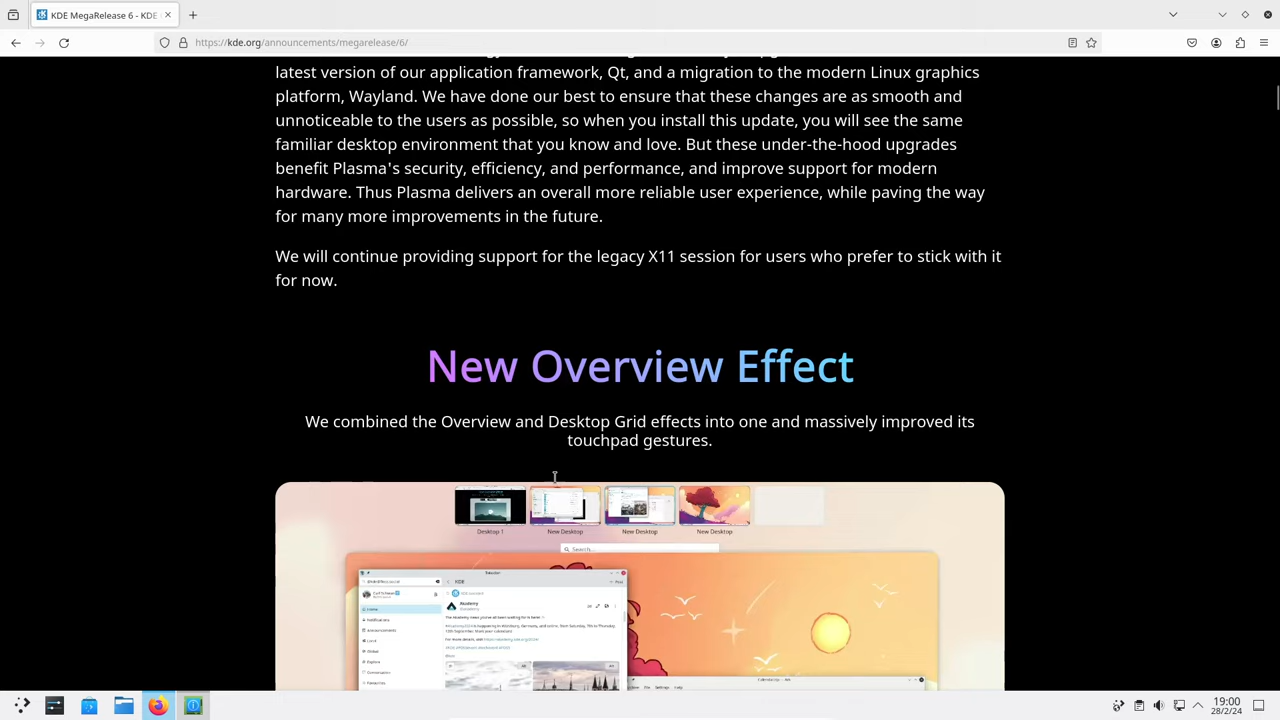 KDE MegaRelease 6 - KDE
https://kde.org/announcements/megarelease/6/
latest version of our application framework, Qt, and a migration to the modern Linux graphics
platform, Wayland. We have done our best to ensure that these changes are as smooth and
unnoticeable to the users as possible, so when you install this update, you will see the same
familiar desktop environment that you know and love. But these under-the-hood upgrades
benefit Plasma's security, efficiency, and performance, and improve support for modern
hardware. Thus Plasma delivers an overall more reliable user experience, while paving the way
for many more improvements in the future.
We will continue providing support for the legacy X11 session for users who prefer to stick with it
for now.
New Overview Effect
We combined the Overview and Desktop Grid effects into one and massively improved its
touchpad gestures.
Desktop 1
New Desktop
New Desktop
New Desktop
Search...
KDE
Akademy
Home
19:00
28/2/24